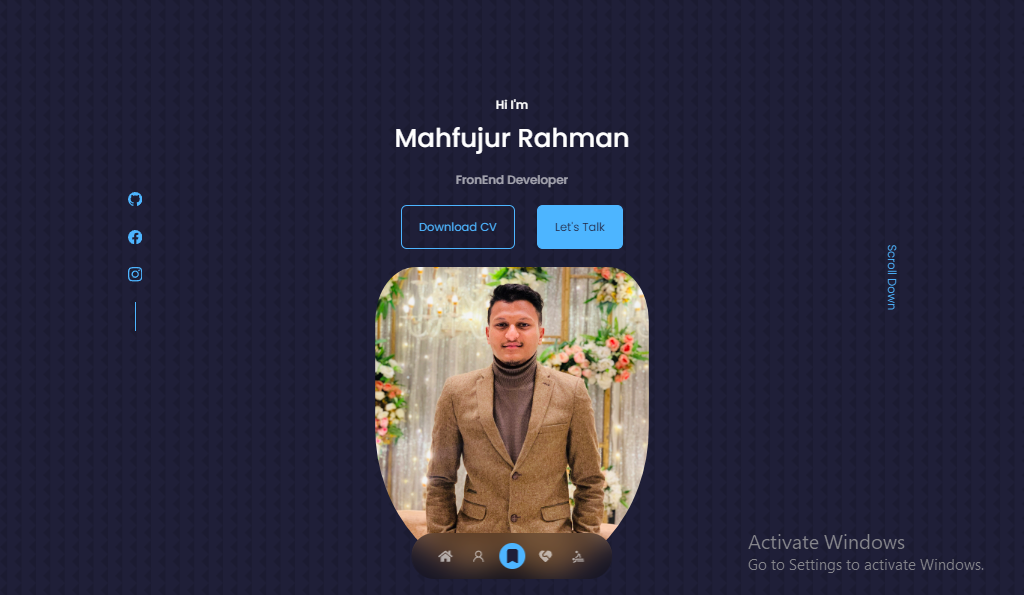 Hi I'm
Mahfujur Rahman
FronEnd Developer
Download CV
Let's Talk
Scroll Down
Activate Windows
Go to Settings to activate Windows.